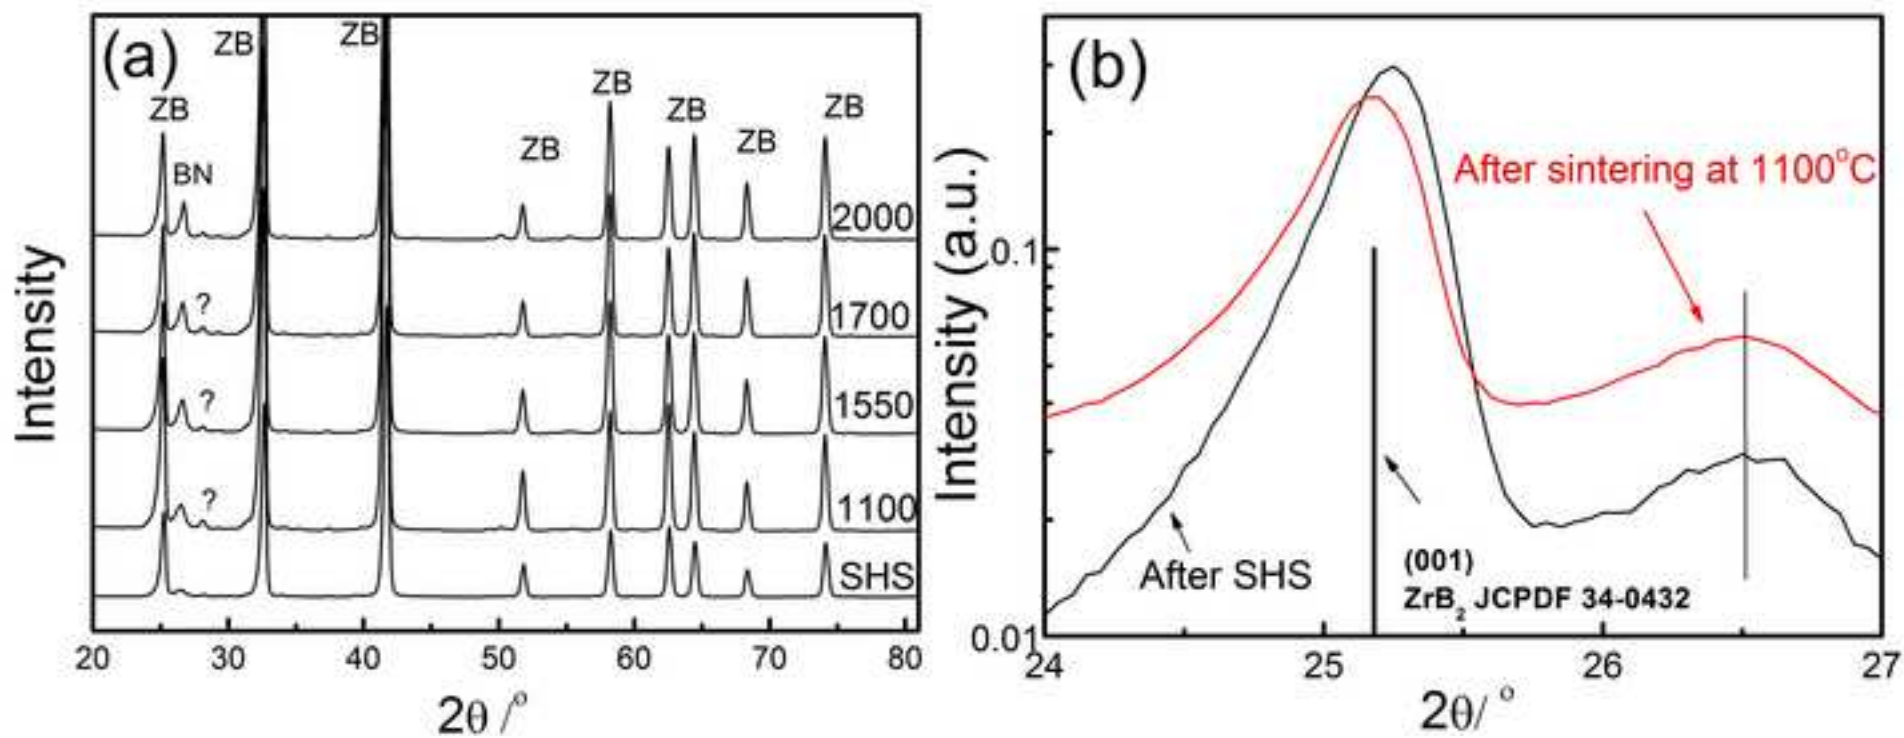 (a)
ZB
ZB
ZB
BN
ZB
ZB
ZB
ZB
ZB
2000
?
1700
?
1550
?
1100
SHS
Intensity
20 30 40 50 60 70 80
2θ /°
(b)
After sintering at 1100°C
0.1
Intensity (a.u.)
After SHS
(001)
ZrB₂ JCPDF 34-0432
0.01
24 25 26 27
2θ/ °